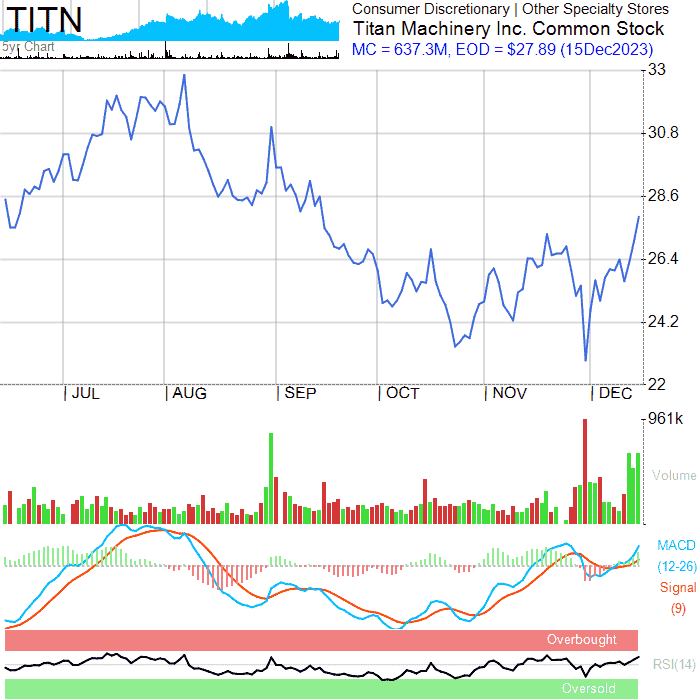 TITN
5yr Chart
Consumer Discretionary | Other Specialty Stores
Titan Machinery Inc. Common Stock
MC = 637.3M, EOD = $27.89 (15Dec2023)
33
30.8
28.6
26.4
24.2
22
JUL
AUG
SEP
OCT
NOV
DEC
961k
Volume
MACD
(12-26)
Signal
(9)
Overbought
RSI(14)
Oversold